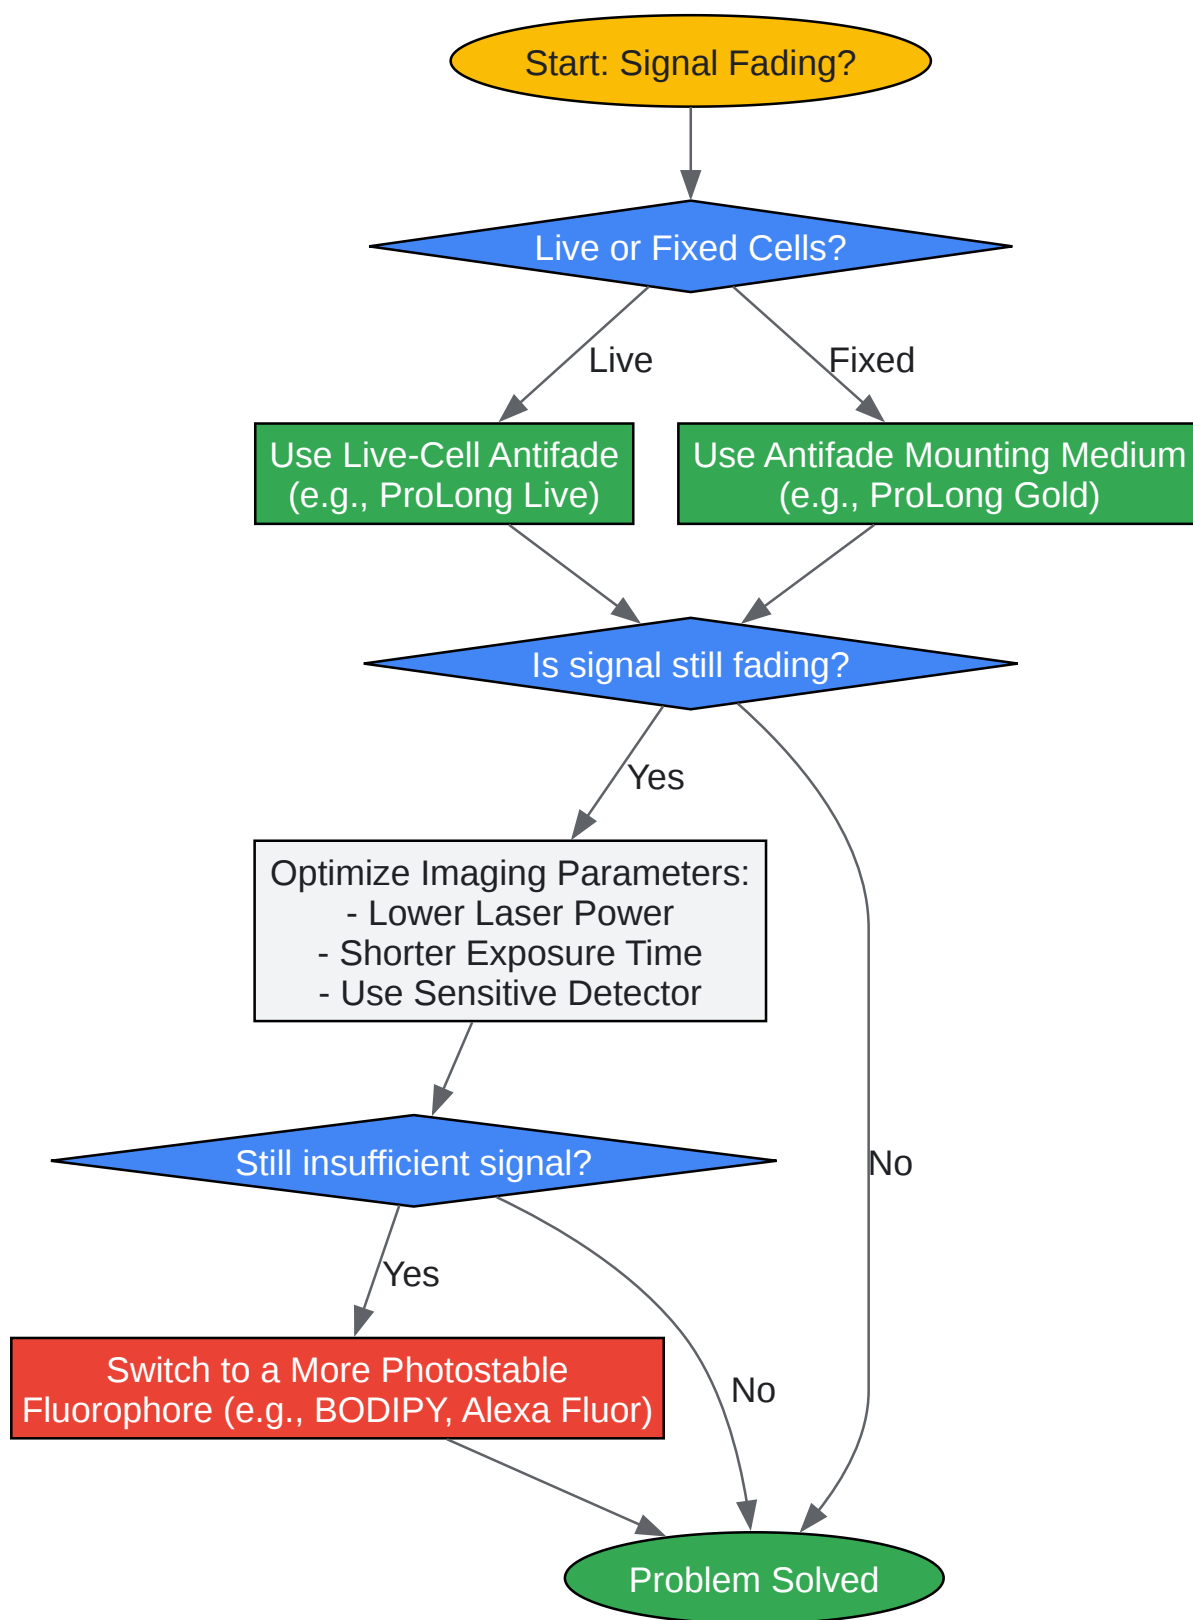 Start: Signal Fading?
Live or Fixed Cells?
Live
Fixed
Use Live-Cell Antifade
(e.g., ProLong Live)
Use Antifade Mounting Medium
(e.g., ProLong Gold)
Is signal still fading?
Yes
Optimize Imaging Parameters:
- Lower Laser Power
- Shorter Exposure Time
- Use Sensitive Detector
Still insufficient signal?
No
Yes
Switch to a More Photostable
Fluorophore (e.g., BODIPY, Alexa Fluor)
No
Problem Solved